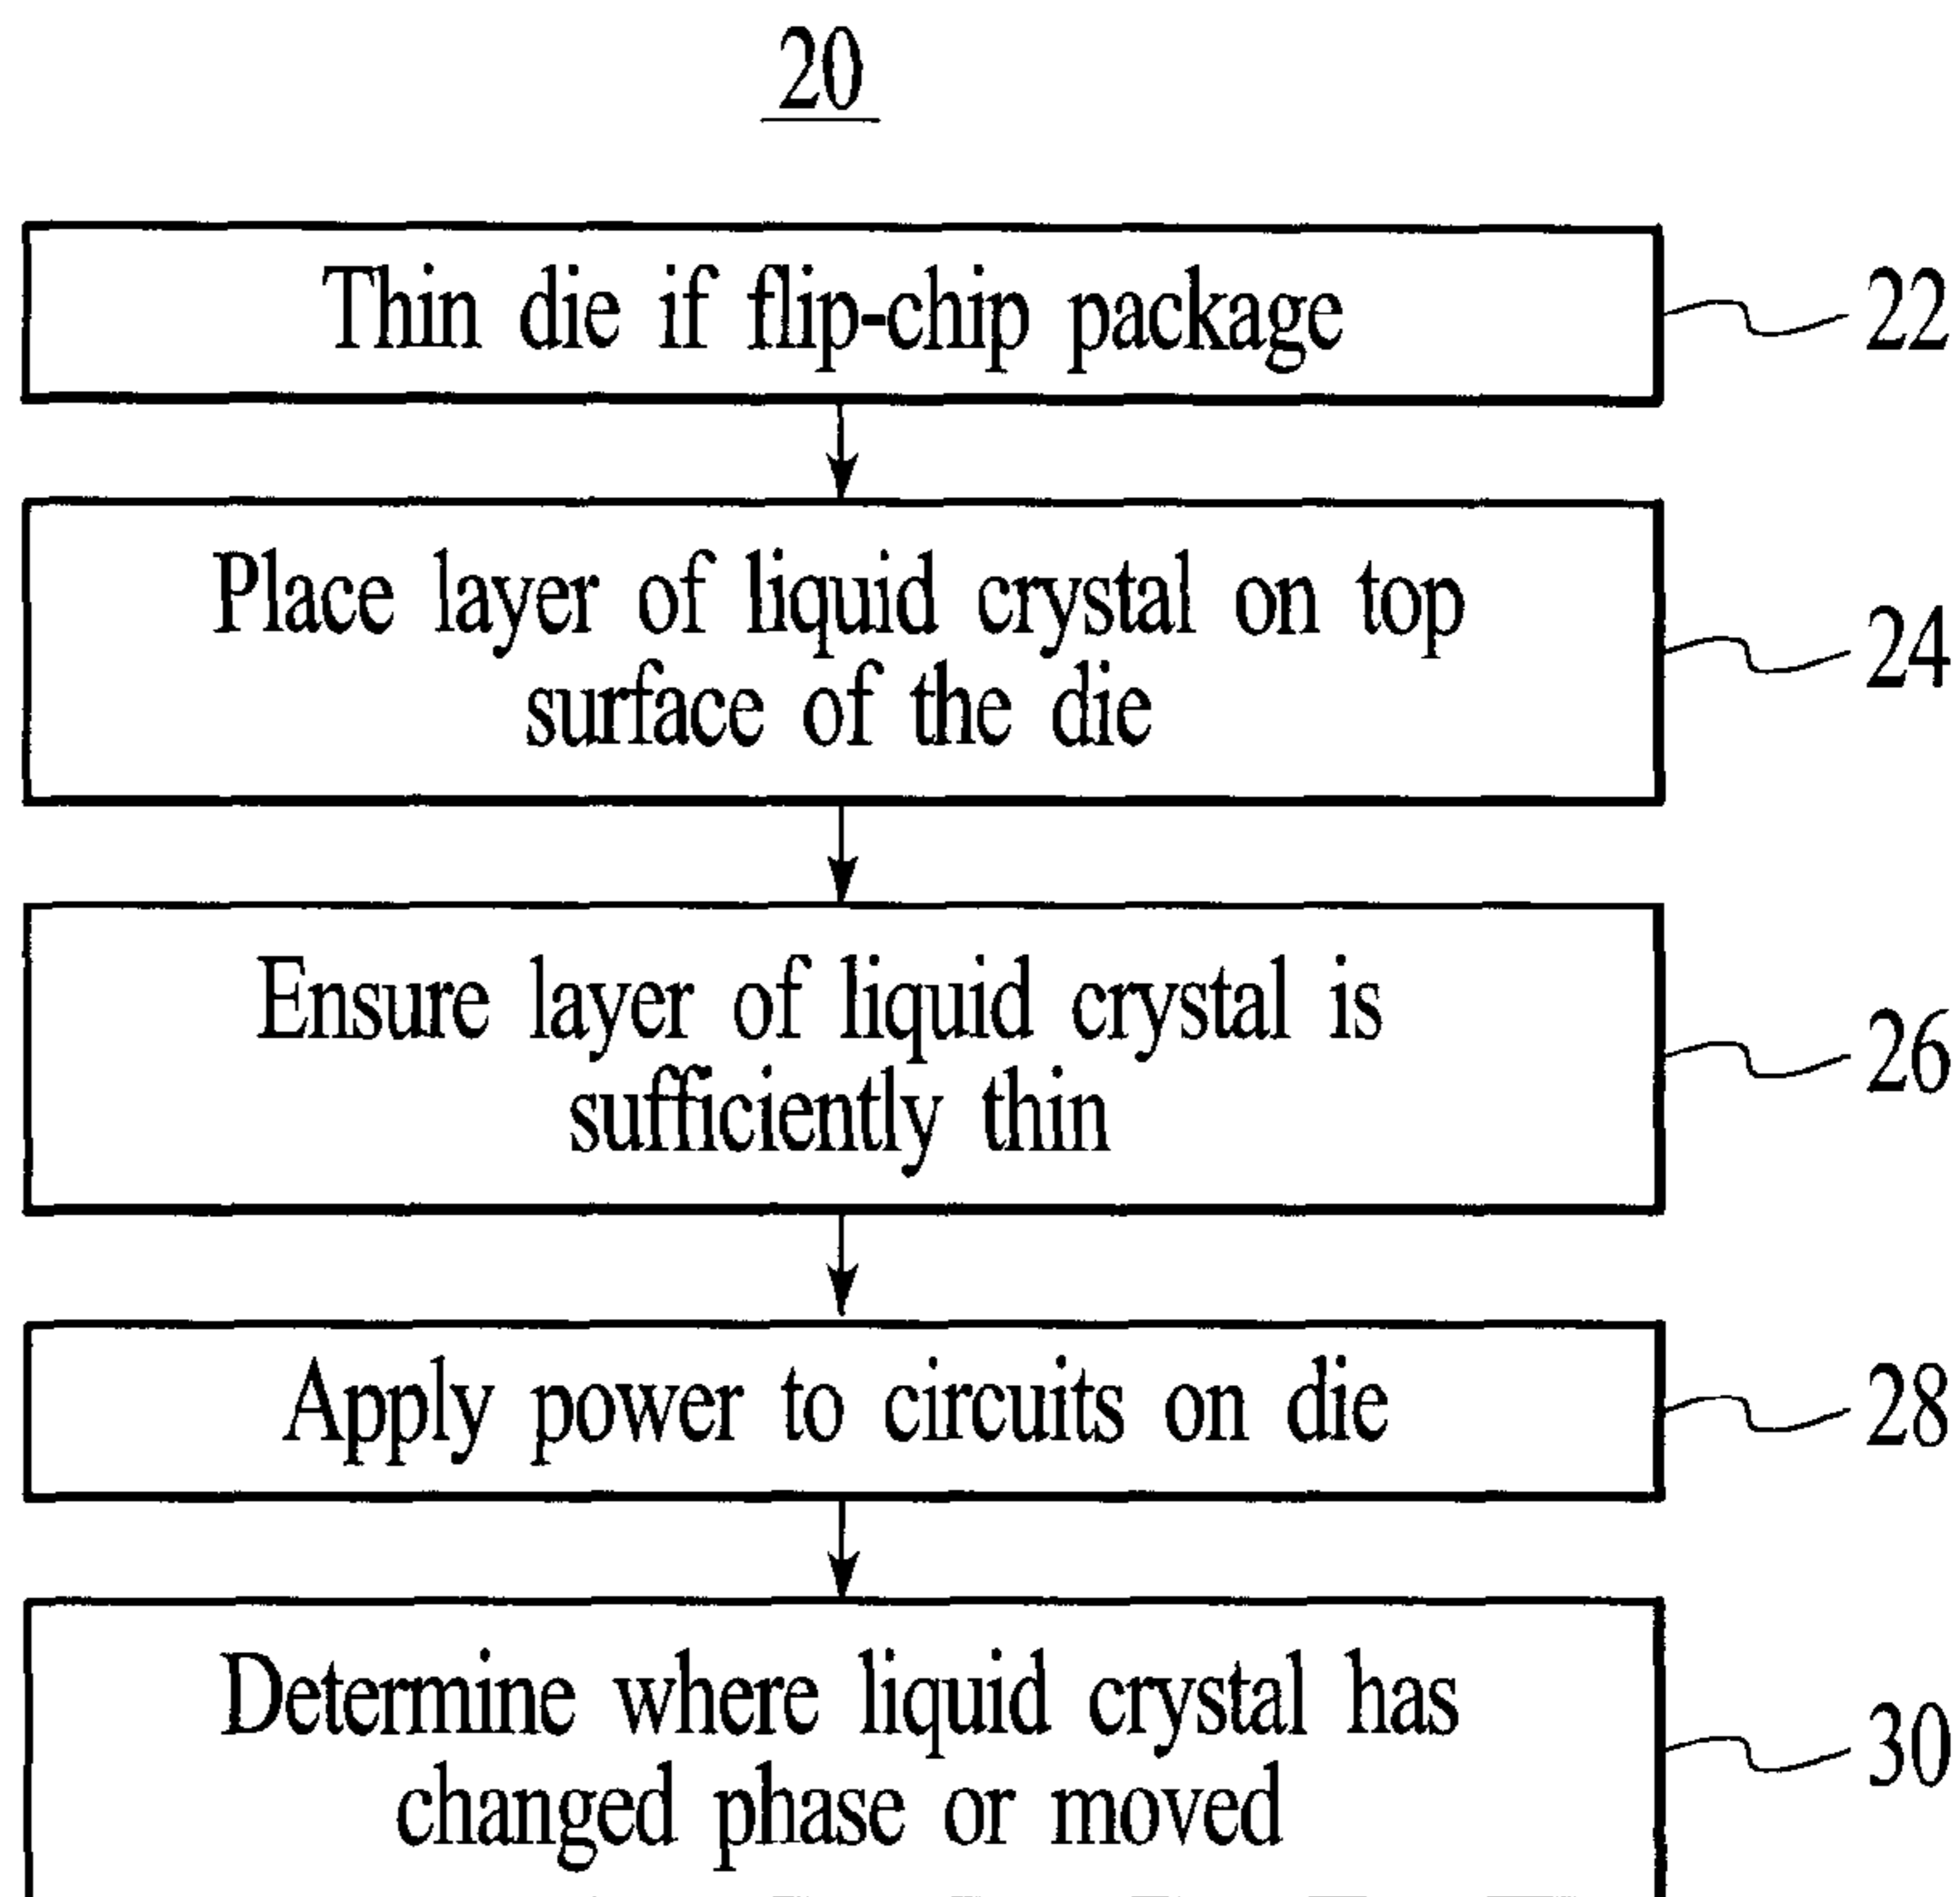 20
Thin die if flip-chip package
22
Place layer of liquid crystal on top
surface of the die
24
Ensure layer of liquid crystal is
sufficiently thin
26
Apply power to circuits on die
28
Determine where liquid crystal has
changed phase or moved
30